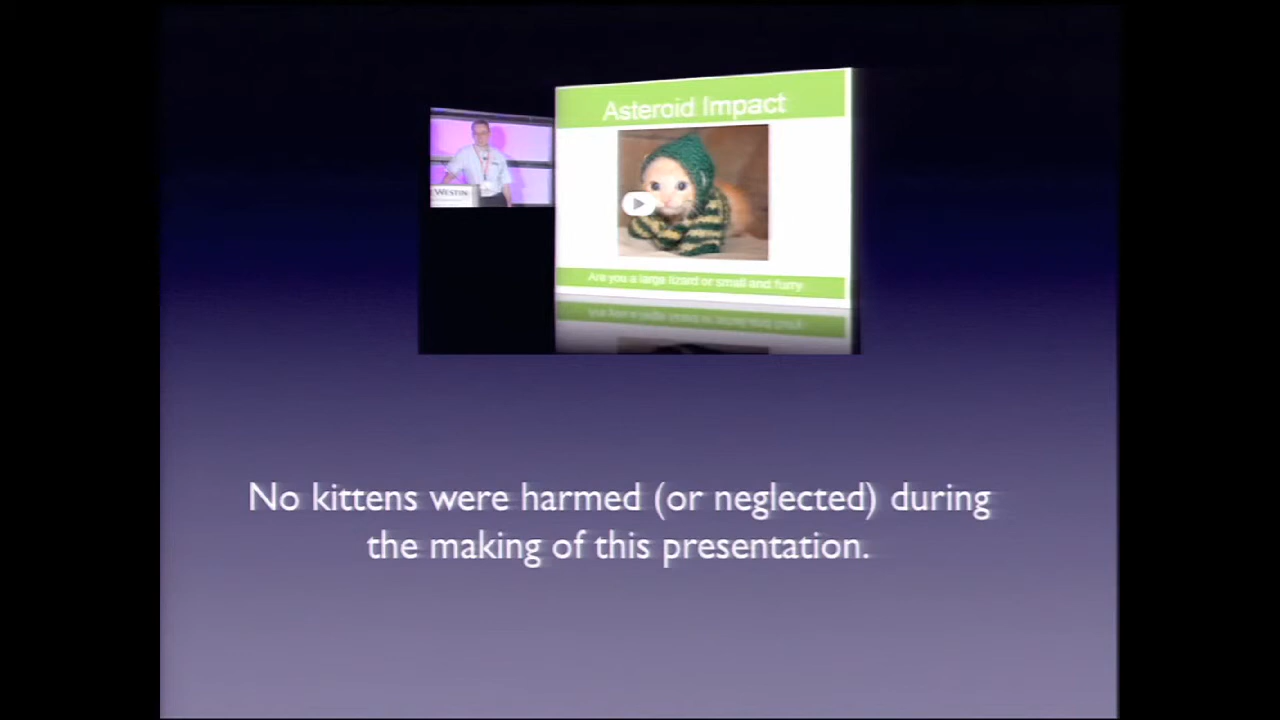 Asteroid Impact
WESTIN
Are you a large lizard or small and furry
No kittens were harmed (or neglected) during
the making of this presentation.